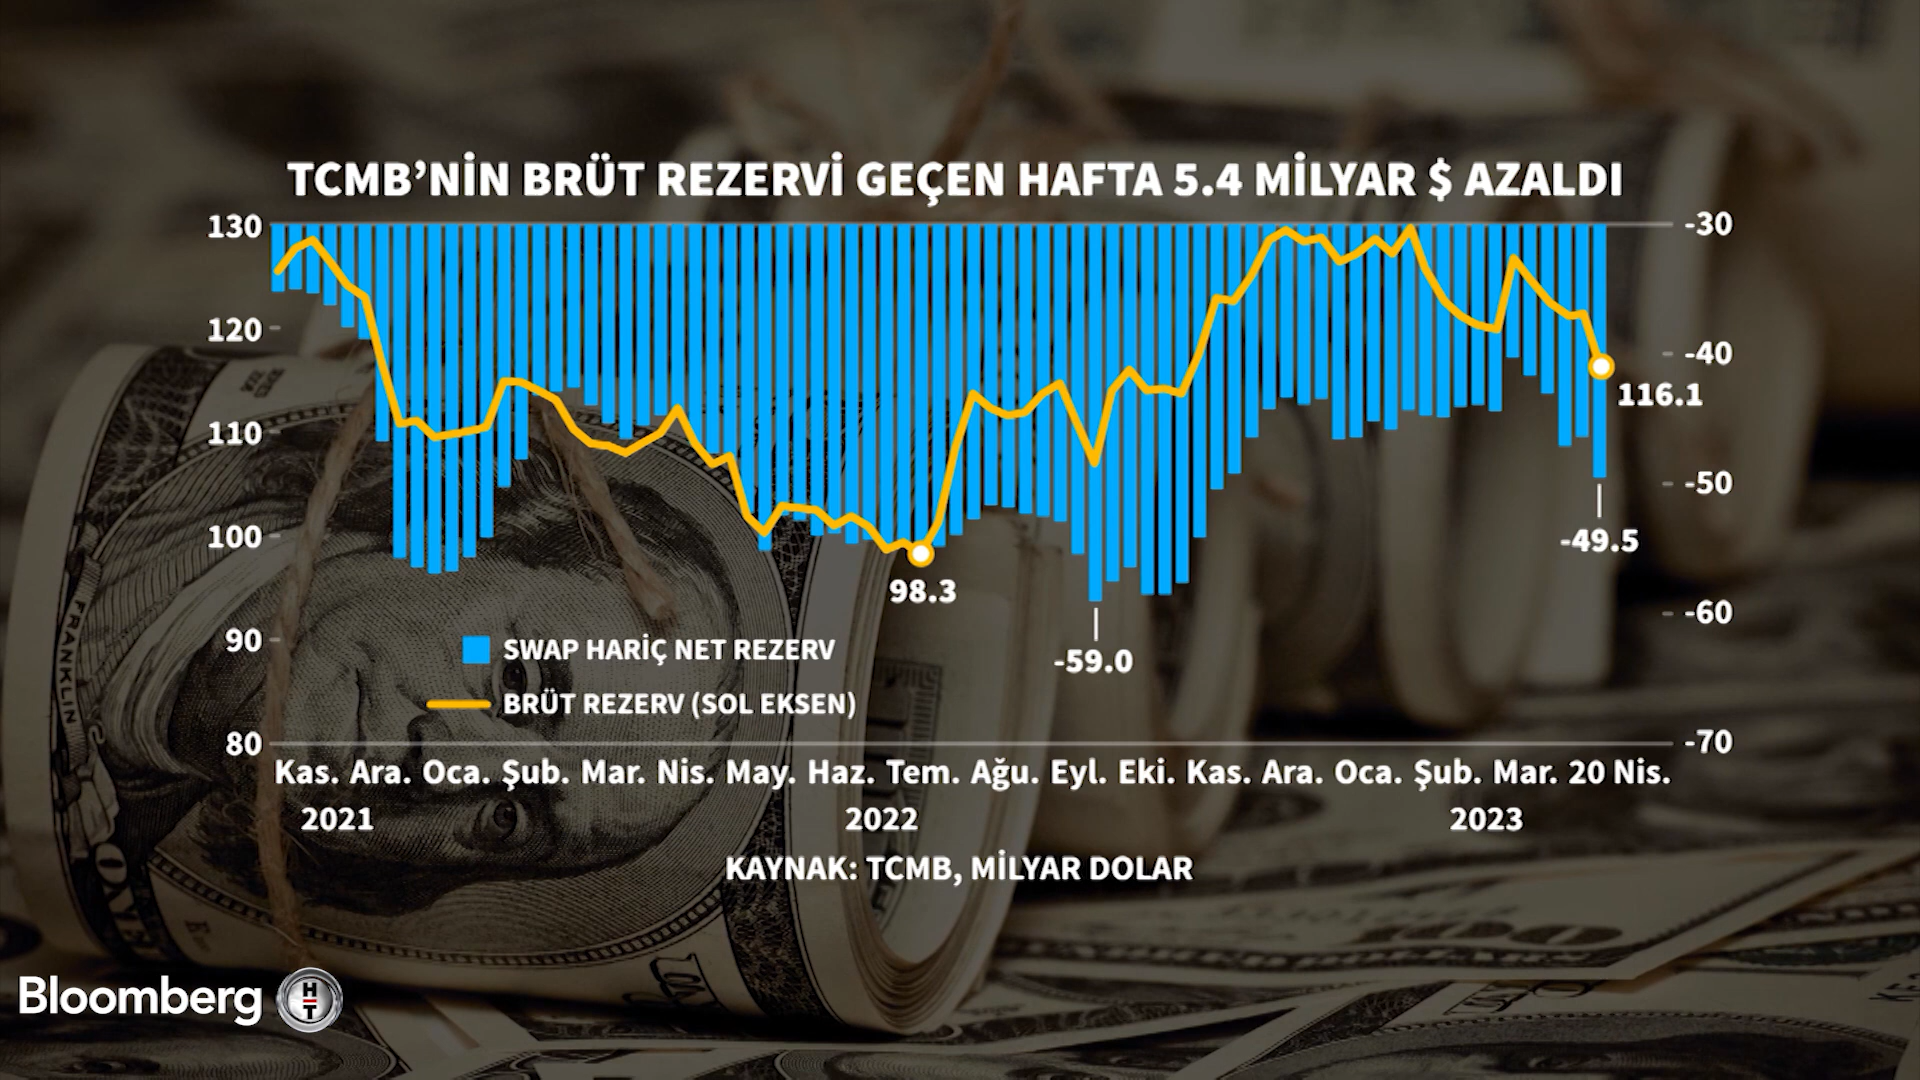 TCMB'NİN BRÜT REZERVİ GEÇEN HAFTA 5.4 MİLYAR $ AZALDI
130
120
110
100
90
80
-30
-40
-50
-60
-70
116.1
-49.5
98.3
-59.0
SWAP HARİÇ NET REZERV
BRÜT REZERV (SOL EKSEN)
Kas. Ara. Oca. Şub. Mar. Nis. May. Haz. Tem. Ağu. Eyl. Eki. Kas. Ara. Oca. Şub. Mar. 20 Nis.
2021 2022 2023
KAYNAK: TCMB, MİLYAR DOLAR
FRANKLIN
100
Bloomberg HT